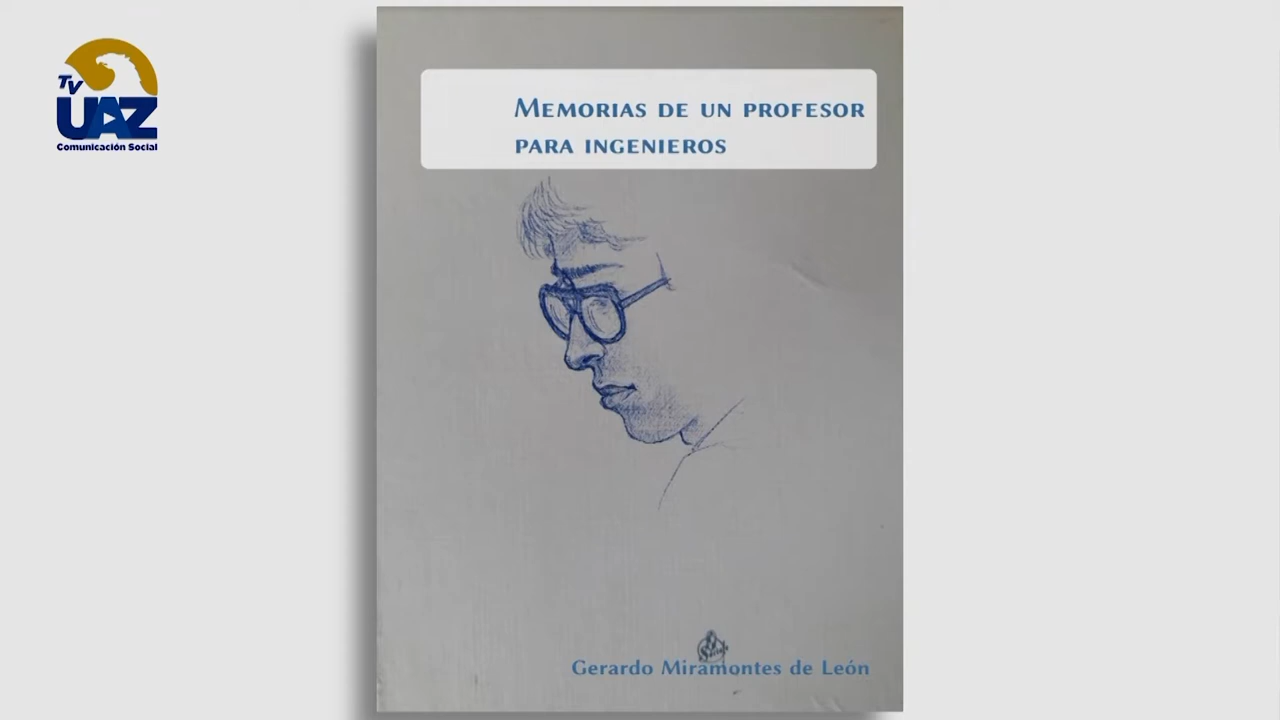 TV
UAZ
Comunicación Social
MEMORIAS DE UN PROFESOR
PARA INGENIEROS
Gerardo Miramontes de León